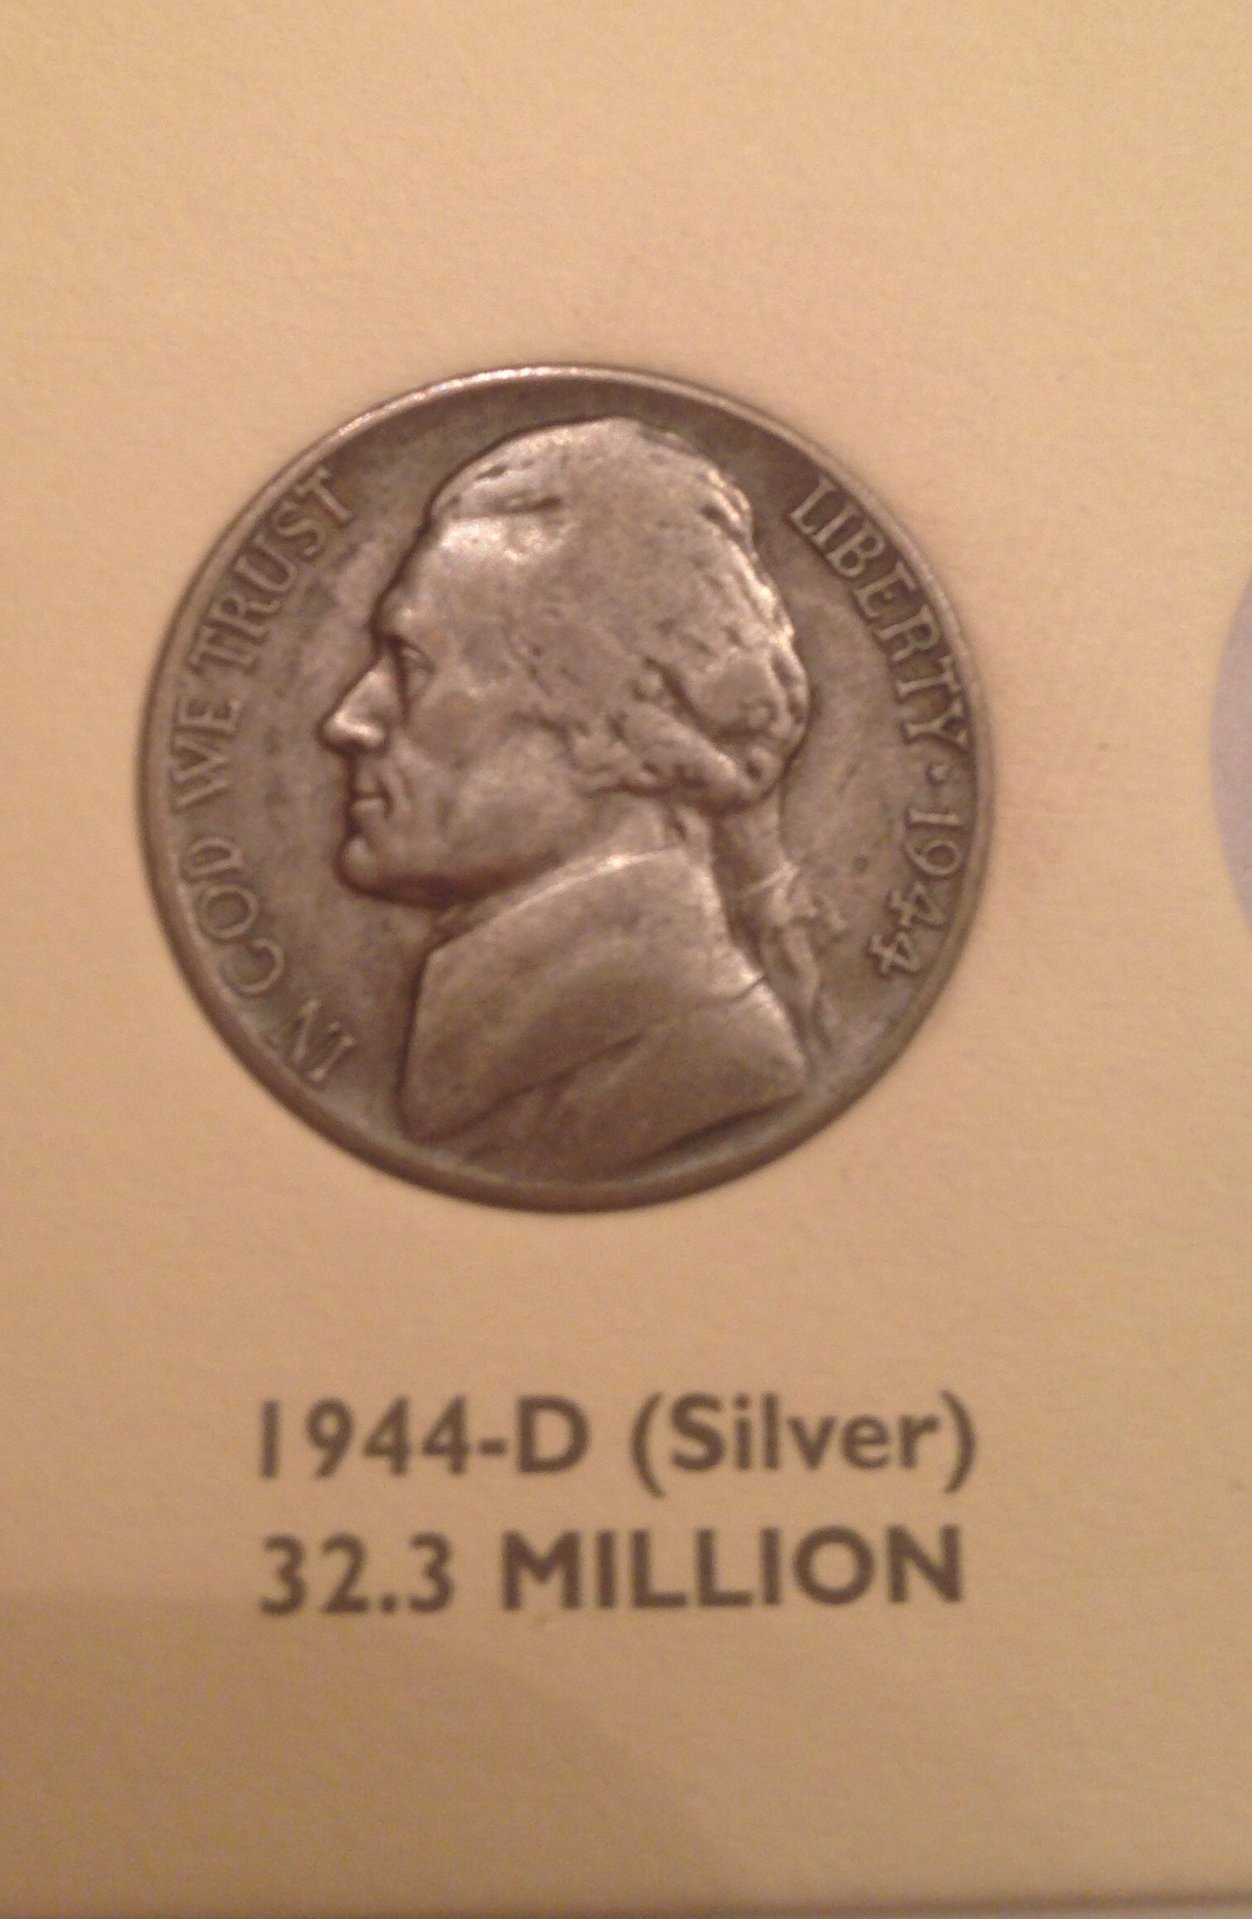 IN GOD WE TRUST
LIBERTY · 1944
1944-D (Silver)
32.3 MILLION